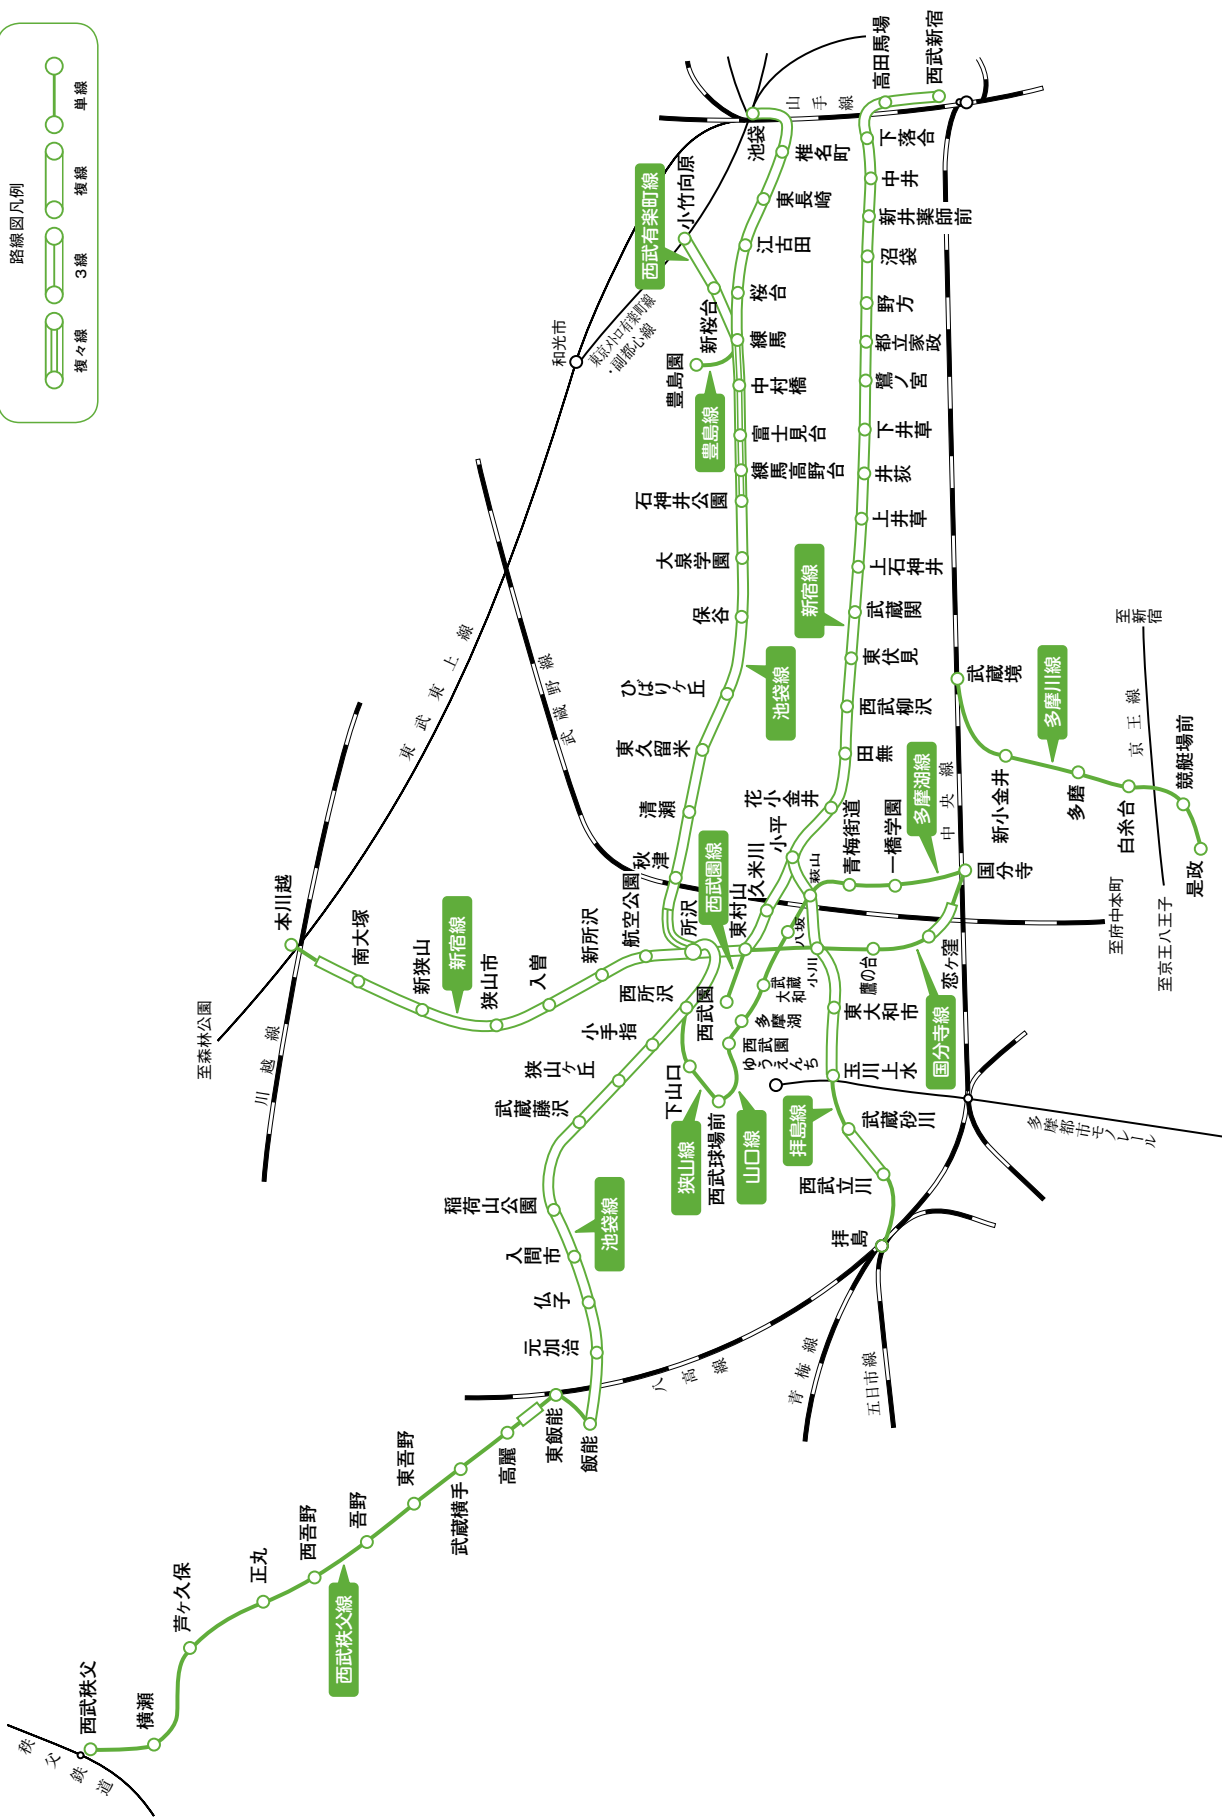 路線図凡例
単線
複線
3線
複々線
西武新宿
高田馬場
山手線
池袋
椎名町
東長崎
江古田
桜台
練馬
中村橋
富士見台
練馬高野台
石神井公園
大泉学園
保谷
ひばりヶ丘
東久留米
清瀬
秋津
所沢
西所沢
小手指
狭山ヶ丘
武蔵藤沢
稲荷山公園
入間市
仏子
元加治
飯能
東飯能
高麗
武蔵横手
東吾野
吾野
西吾野
正丸
芦ヶ久保
横瀬
西武秩父
秩父鉄道
西武秩父線
池袋線
池袋線
西武有楽町線
小竹向原
新桜台
東京メトロ有楽町線
・副都心線
和光市
豊島園
豊島線
下落合
中井
新井薬師前
沼袋
野方
都立家政
鷺ノ宮
下井草
井荻
上井草
上石神井
武蔵関
東伏見
西武柳沢
田無
花小金井
小平
久米川
東村山
航空公園
新所沢
入曽
狭山市
新狭山
南大塚
本川越
新宿線
新宿線
東武東上線
武蔵野線
至森林公園
川越線
西武園線
西武園
青梅街道
一橋学園
萩山
八坂
武蔵大和
多摩湖
西武園ゆうえんち
多摩湖線
中央線
国分寺
恋ヶ窪
鷹の台
小川
国分寺線
東大和市
玉川上水
武蔵砂川
西武立川
拝島
拝島線
下山口
西武球場前
狭山線
山口線
多摩都市モノレール
八高線
青梅線
五日市線
武蔵境
新小金井
多磨
白糸台
競艇場前
是政
多摩川線
京王線
至新宿
至府中本町
至京王八王子